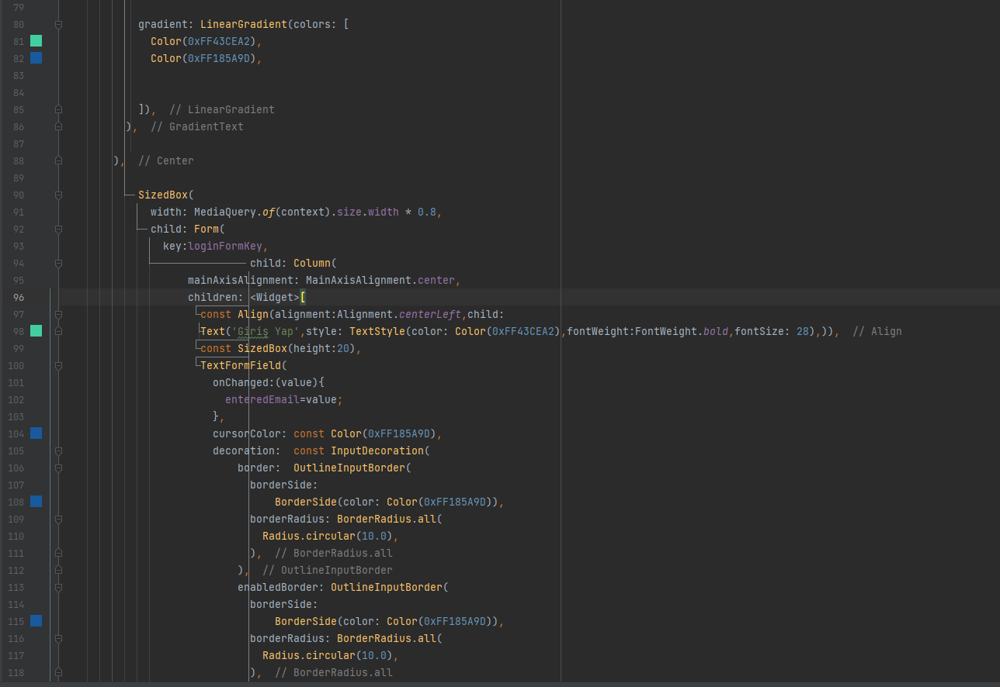 79
80 gradient: LinearGradient(colors: [
81 Color(0xFF43CEA2),
82 Color(0xFF185A9D),
83
84
85 ]), // LinearGradient
86 ), // GradientText
87
88 ), // Center
89
90 SizedBox(
91 width: MediaQuery.of(context).size.width * 0.8,
92 child: Form(
93 key:loginFormKey,
94 child: Column(
95 mainAxisAlignment: MainAxisAlignment.center,
96 children: <Widget>[
97 const Align(alignment:Alignment.centerLeft,child:
98 Text('Giriş Yap',style: TextStyle(color: Color(0xFF43CEA2),fontWeight:FontWeight.bold,fontSize: 28),)), // Align
99 const SizedBox(height:20),
100 TextFormField(
101 onChanged:(value){
102 enteredEmail=value;
103 },
104 cursorColor: const Color(0xFF185A9D),
105 decoration: const InputDecoration(
106 border: OutlineInputBorder(
107 borderSide:
108 BorderSide(color: Color(0xFF185A9D)),
109 borderRadius: BorderRadius.all(
110 Radius.circular(10.0),
111 ), // BorderRadius.all
112 ), // OutlineInputBorder
113 enabledBorder: OutlineInputBorder(
114 borderSide:
115 BorderSide(color: Color(0xFF185A9D)),
116 borderRadius: BorderRadius.all(
117 Radius.circular(10.0),
118 ), // BorderRadius.all